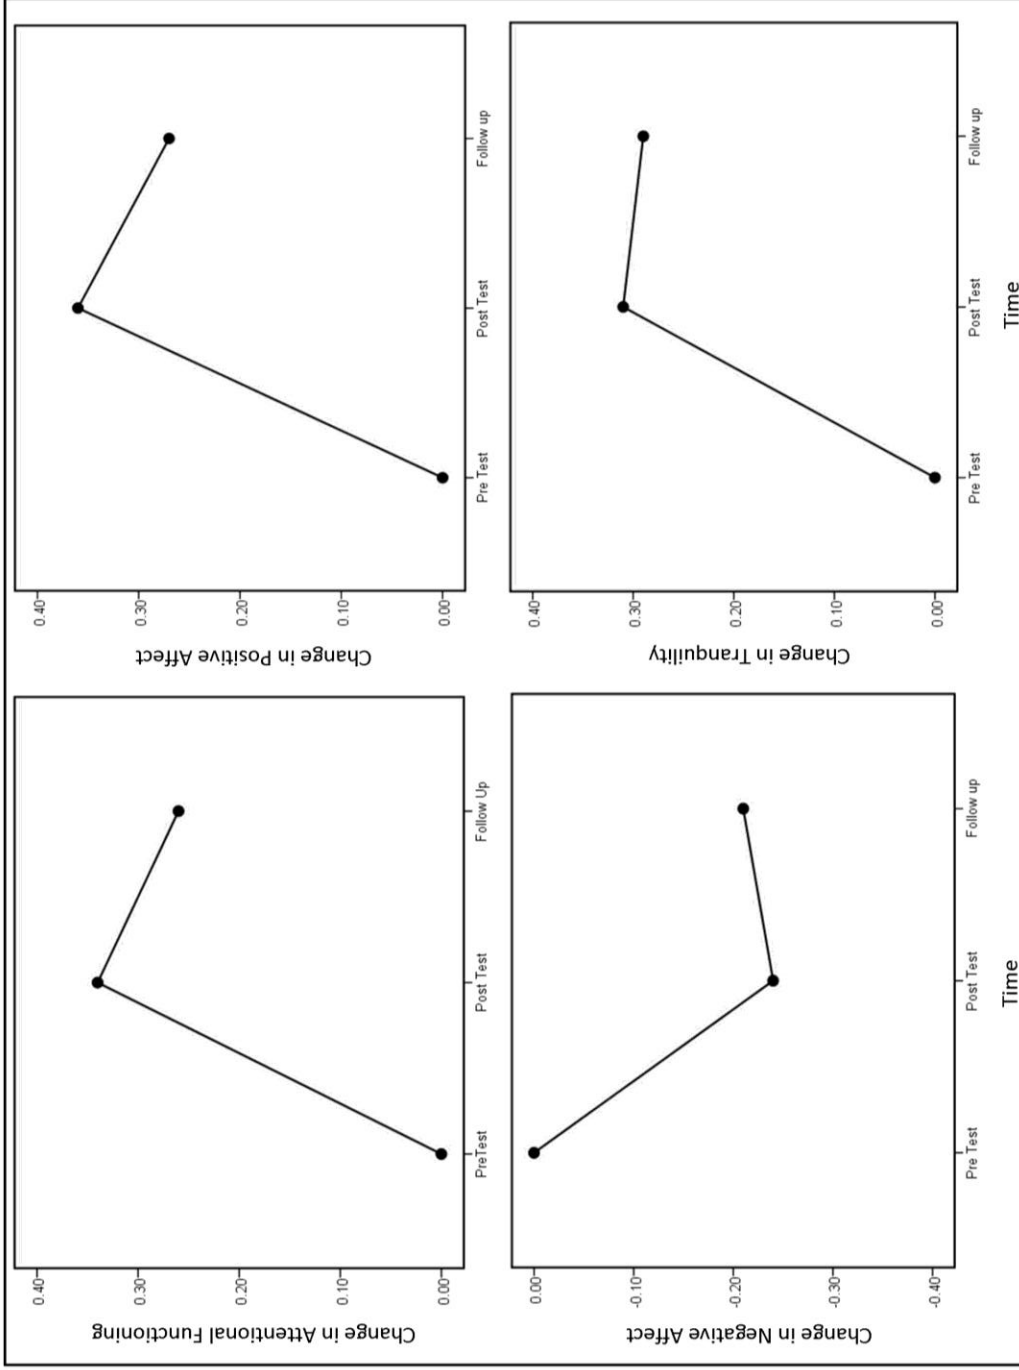 Change in Attentional Functioning
0.40
0.30
0.20
0.10
0.00
PreTest
Post Test
Follow Up
Change in Positive Affect
0.40
0.30
0.20
0.10
0.00
Pre Test
Post Test
Follow up
Change in Negative Affect
0.00
-0.10
-0.20
-0.30
-0.40
Pre Test
Post Test
Follow up
Time
Change in Tranquility
0.40
0.30
0.20
0.10
0.00
Pre Test
Post Test
Follow up
Time